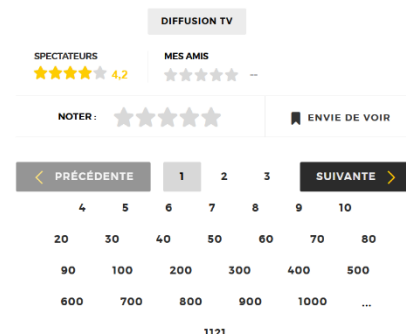 DIFFUSION TV
SPECTATEURS MES AMIS
4,2 --
NOTER : ENVIE DE VOIR
PRÉCÉDENTE 1 2 3 SUIVANTE
4 5 6 7 8 9 10
20 30 40 50 60 70 80
90 100 200 300 400 500
600 700 800 900 1000 ...
1121